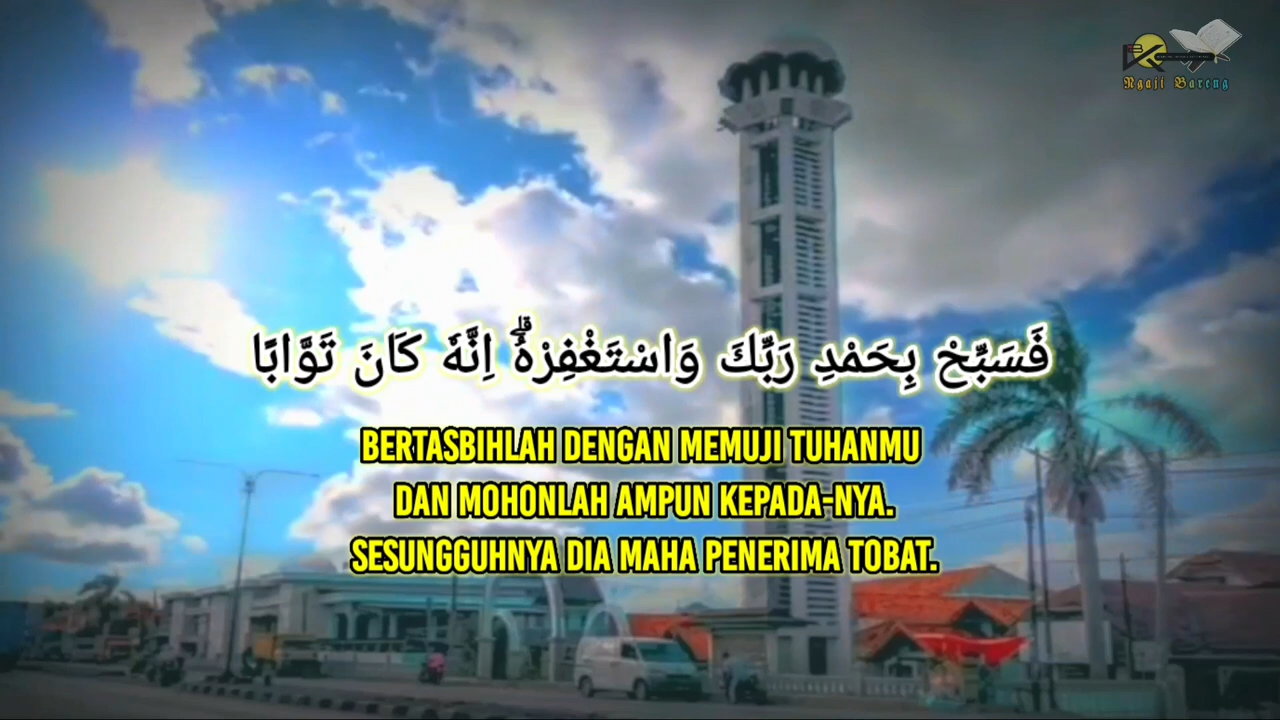 Ngaji Bareng
فَسَبِّحْ بِحَمْدِ رَبِّكَ وَاسْتَغْفِرْهُۗ اِنَّهٗ كَانَ تَوَّابًا
BERTASBIHLAH DENGAN MEMUJI TUHANMU
DAN MOHONLAH AMPUN KEPADA-NYA.
SESUNGGUHNYA DIA MAHA PENERIMA TOBAT.